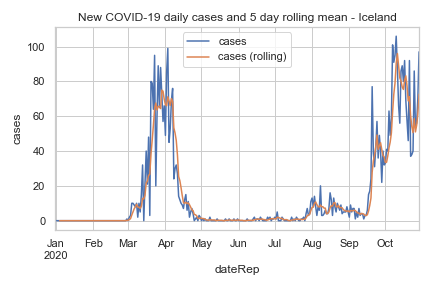 New COVID-19 daily cases and 5 day rolling mean - Iceland
cases
cases (rolling)
cases
100
80
60
40
20
0
Jan Feb Mar Apr May Jun Jul Aug Sep Oct
2020
dateRep